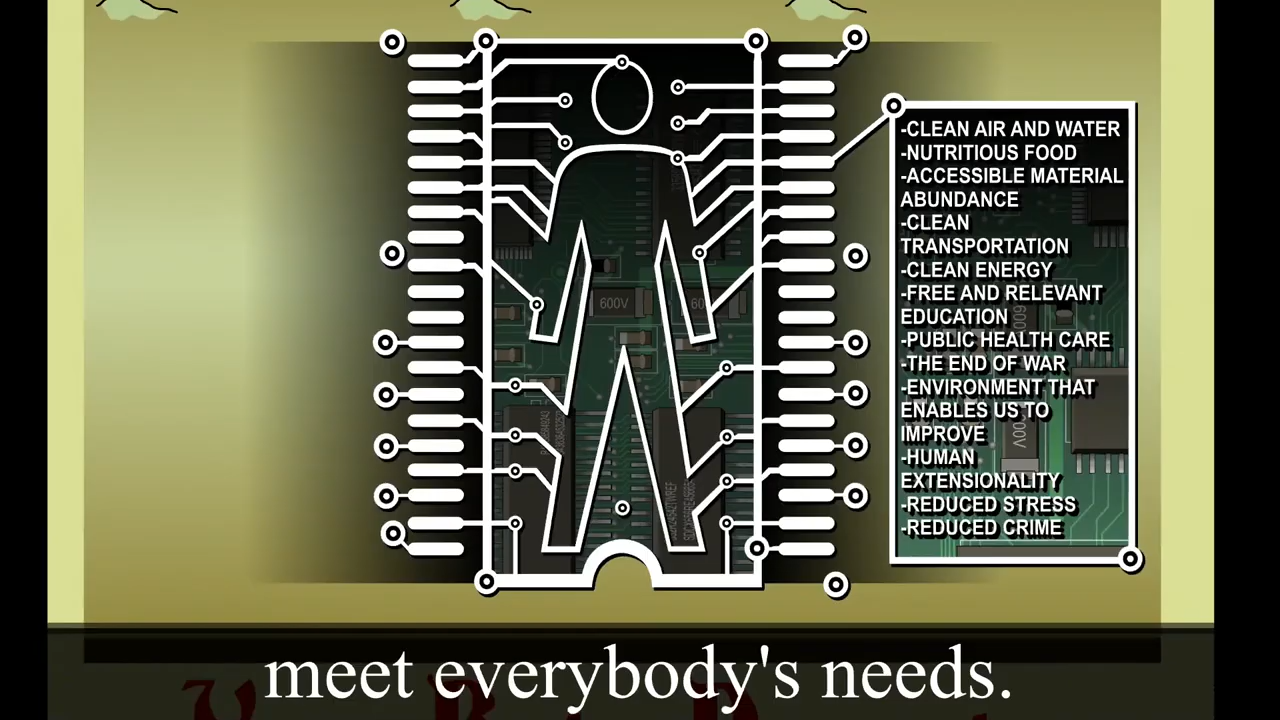 -CLEAN AIR AND WATER
-NUTRITIOUS FOOD
-ACCESSIBLE MATERIAL
ABUNDANCE
-CLEAN
TRANSPORTATION
-CLEAN ENERGY
-FREE AND RELEVANT
EDUCATION
-PUBLIC HEALTH CARE
-THE END OF WAR
-ENVIRONMENT THAT
ENABLES US TO
IMPROVE
-HUMAN
EXTENSIONALITY
-REDUCED STRESS
-REDUCED CRIME
600V
meet everybody's needs.